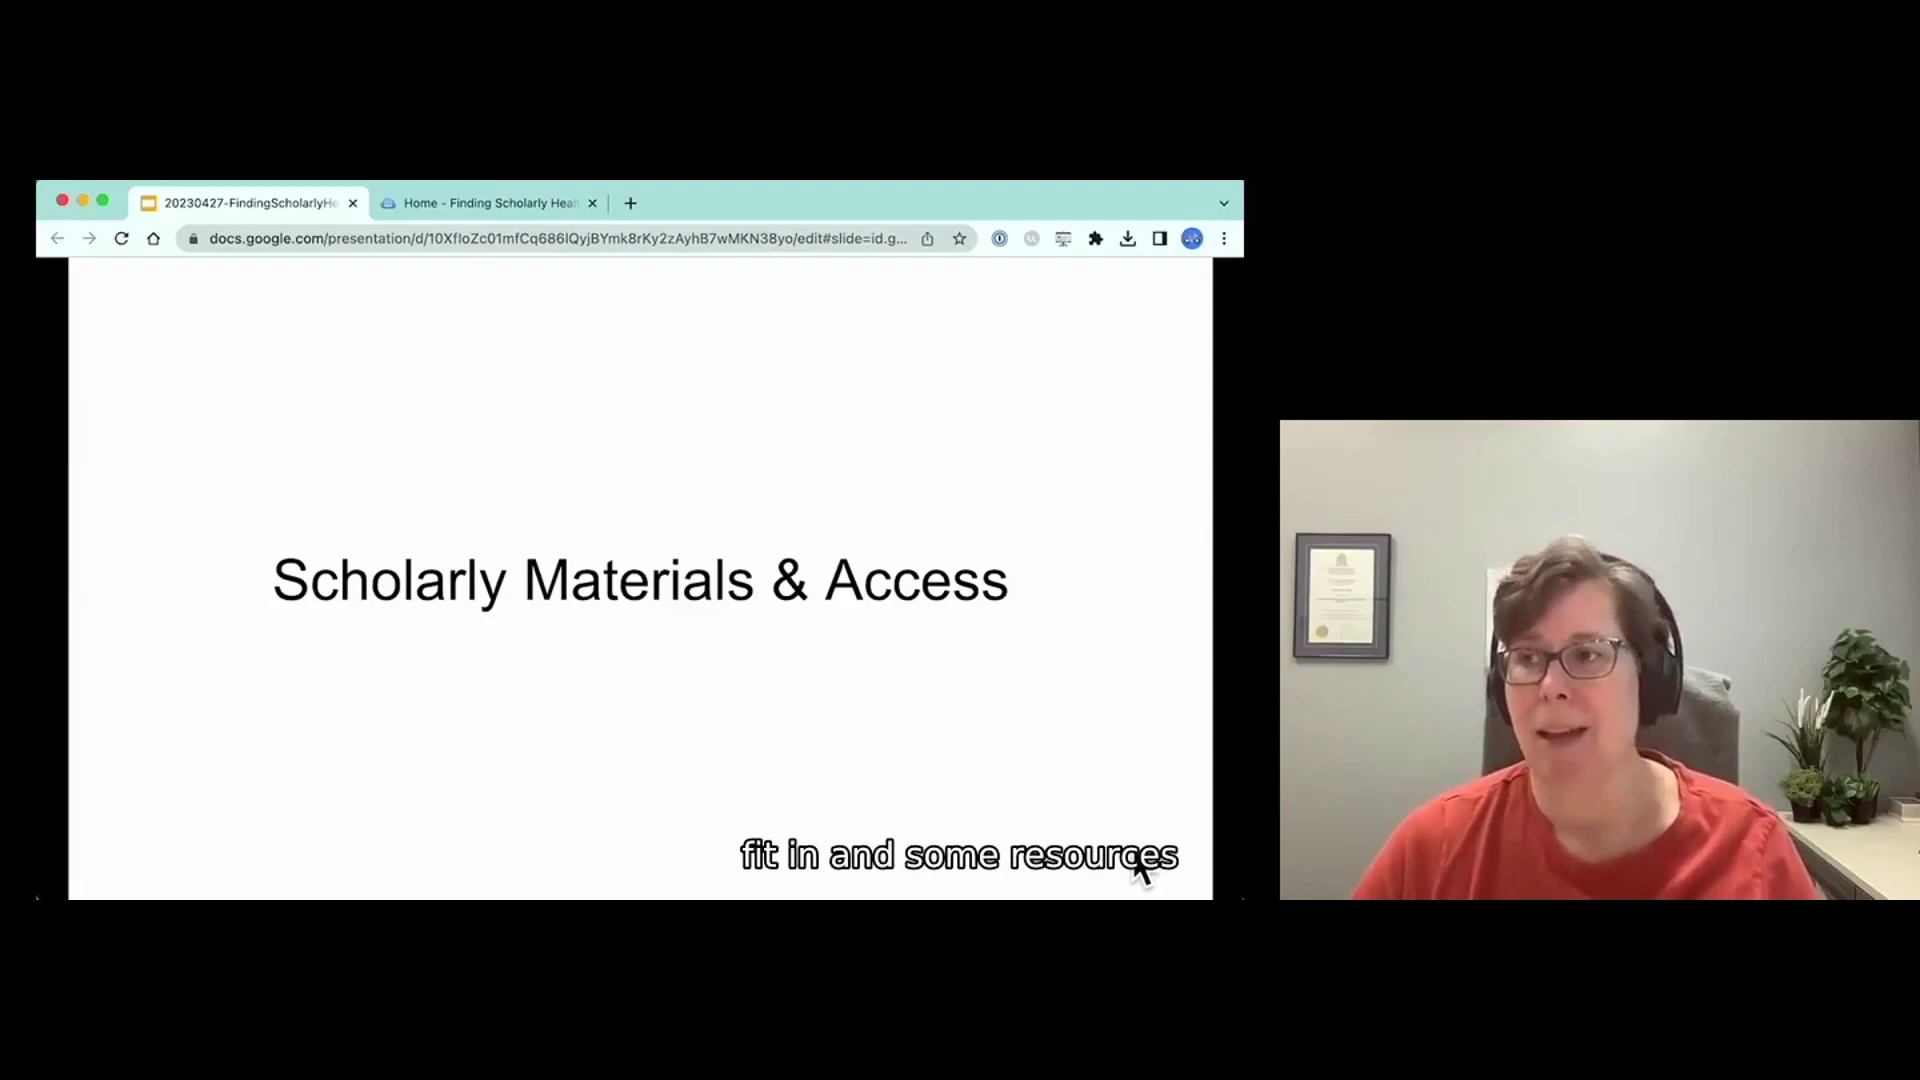 20230427-FindingScholarlyHe
Home - Finding Scholarly Heal
docs.google.com/presentation/d/10XfIoZc01mfCq686lQyjBYmk8rKy2zAyhB7wMKN38yo/edit#slide=id.g...
Scholarly Materials & Access
fit in and some resources